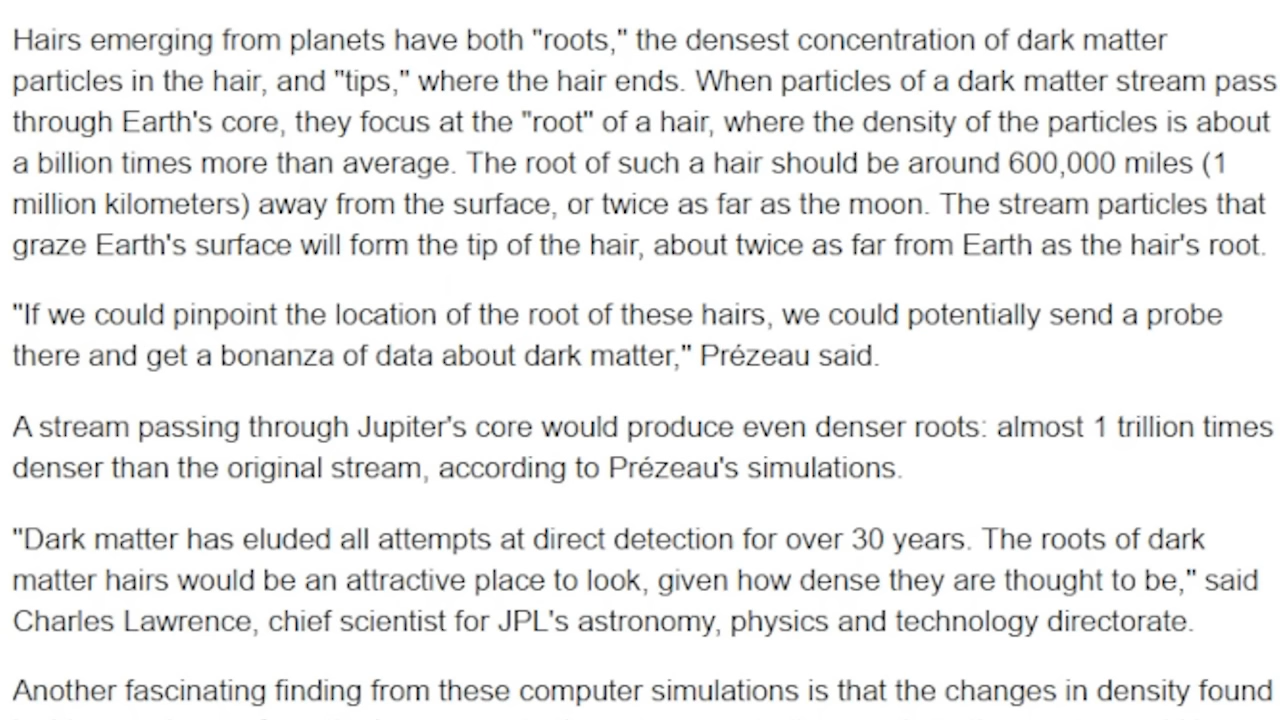 Hairs emerging from planets have both "roots," the densest concentration of dark matter
particles in the hair, and "tips," where the hair ends. When particles of a dark matter stream pass
through Earth's core, they focus at the "root" of a hair, where the density of the particles is about
a billion times more than average. The root of such a hair should be around 600,000 miles (1
million kilometers) away from the surface, or twice as far as the moon. The stream particles that
graze Earth's surface will form the tip of the hair, about twice as far from Earth as the hair's root.
"If we could pinpoint the location of the root of these hairs, we could potentially send a probe
there and get a bonanza of data about dark matter," Prézeau said.
A stream passing through Jupiter's core would produce even denser roots: almost 1 trillion times
denser than the original stream, according to Prézeau's simulations.
"Dark matter has eluded all attempts at direct detection for over 30 years. The roots of dark
matter hairs would be an attractive place to look, given how dense they are thought to be," said
Charles Lawrence, chief scientist for JPL's astronomy, physics and technology directorate.
Another fascinating finding from these computer simulations is that the changes in density found